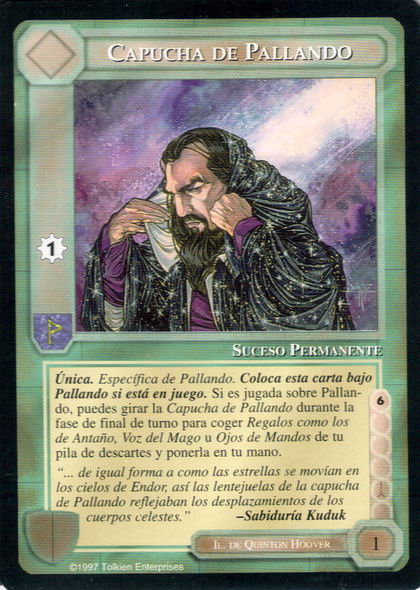 CAPUCHA DE PALLANDO
1
SUCESO PERMANENTE
Única. Específica de Pallando. Coloca esta carta bajo
Pallando si está en juego. Si es jugada sobre Pallan-
do, puedes girar la Capucha de Pallando durante la
fase de final de turno para coger Regalos como los
de Antaño, Voz del Mago u Ojos de Mandos de tu
pila de descartes y ponerla en tu mano.
6
“... de igual forma a como las estrellas se movían en
los cielos de Endor, así las lentejuelas de la capucha
de Pallando reflejaban los desplazamientos de los
cuerpos celestes.” –Sabiduría Kuduk
IL. DE QUINTON HOOVER
1
©1997 Tolkien Enterprises